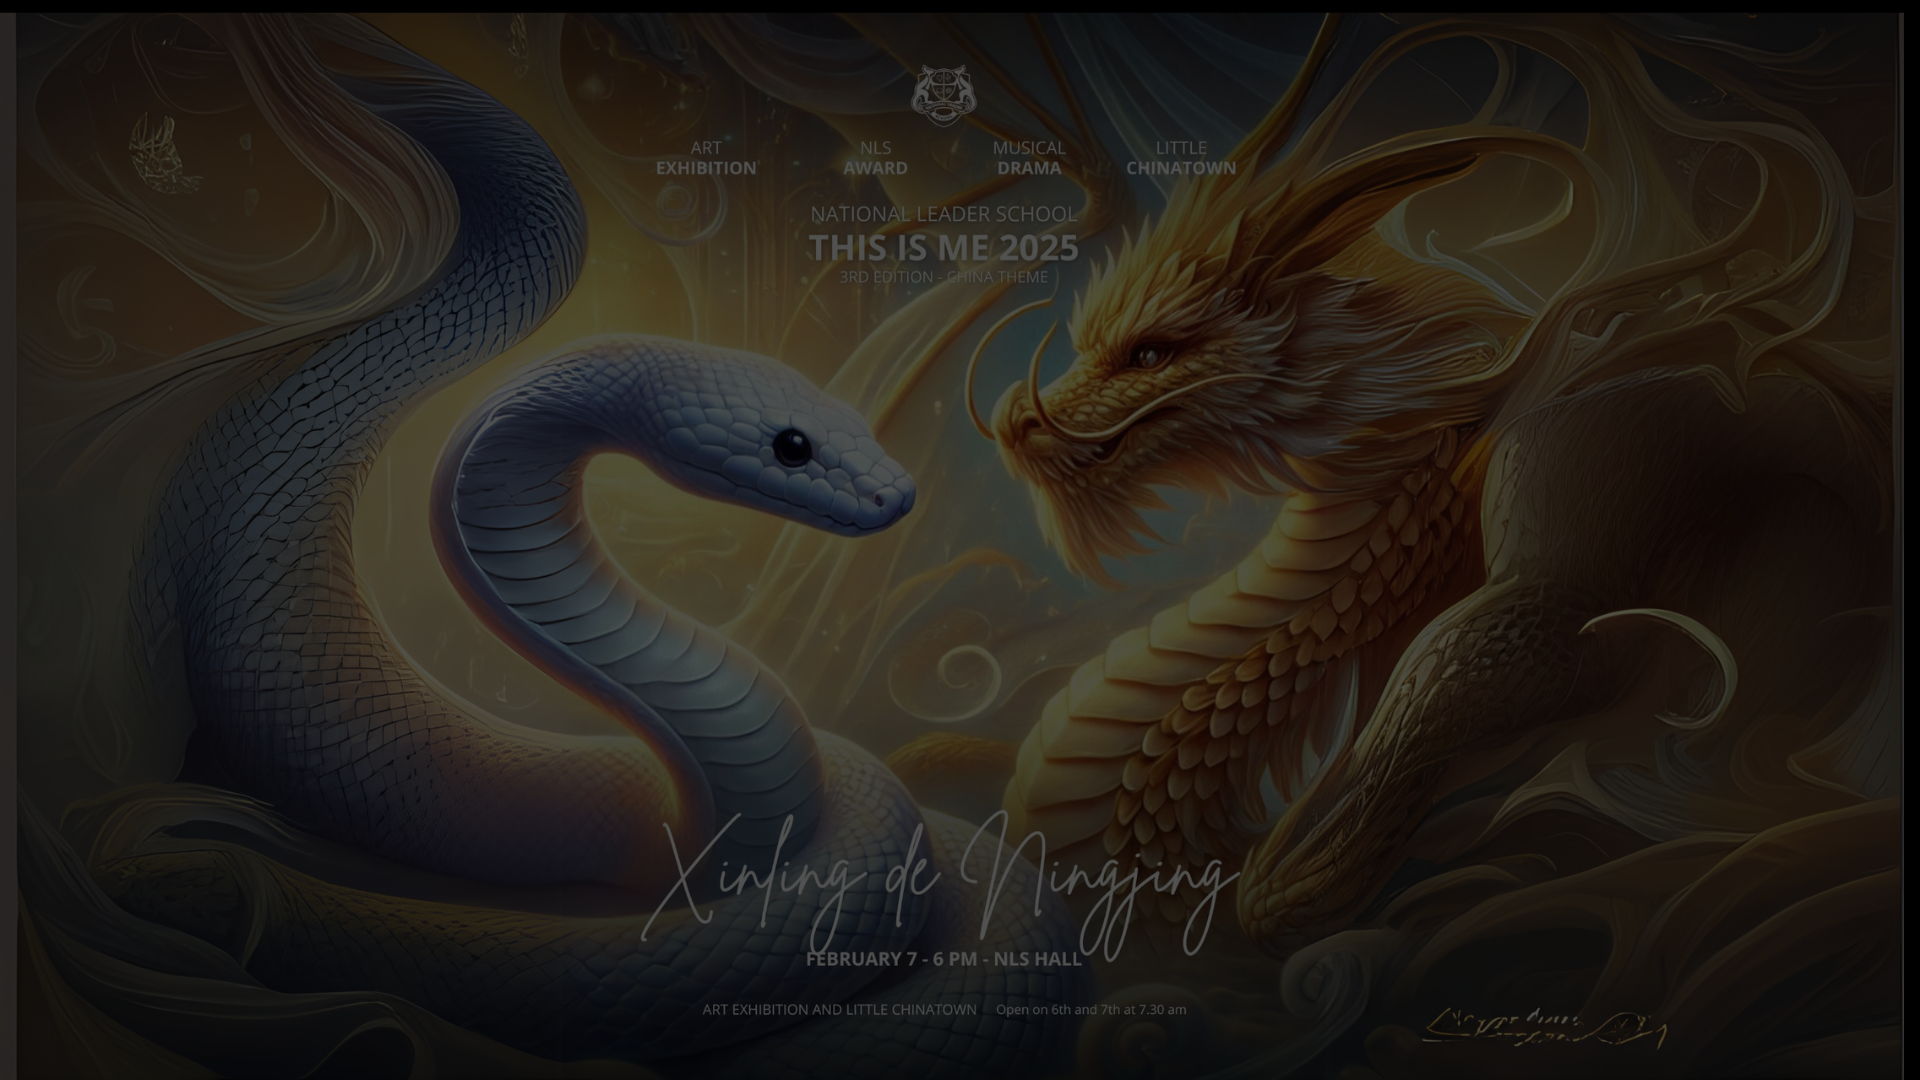 ART EXHIBITION
NLS AWARD
MUSICAL DRAMA
LITTLE CHINATOWN
NATIONAL LEADER SCHOOL
THIS IS ME 2025
3RD EDITION - CHINA THEME
Xinling de Ningjing
FEBRUARY 7 - 6 PM - NLS HALL
ART EXHIBITION AND LITTLE CHINATOWN Open on 6th and 7th at 7.30 am